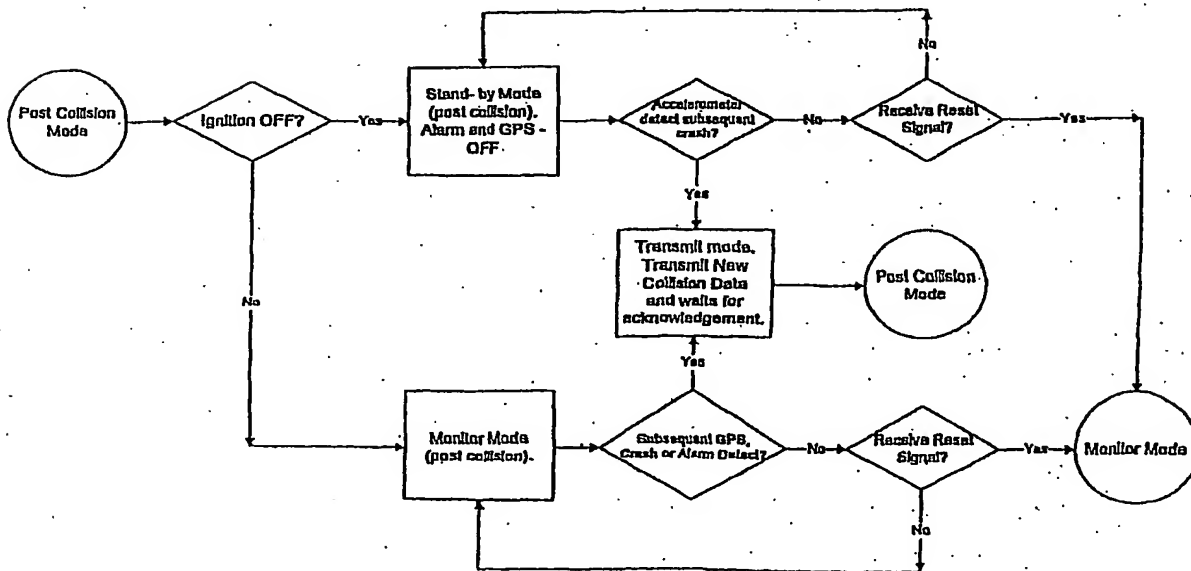 No
Post Collision
Mode
Ignition OFF?
Yes
Stand- by Mode
(post collision).
Alarm and GPS -
OFF
Accelerometer
detect subsequent
crash?
No
Receive Reset
Signal?
Yes
Yes
Transmit mode.
Transmit New
Collision Data
and waits for
acknowledgement.
Post Collision
Mode
No
Yes
Monitor Mode
(post collision).
Subsequent GPS,
Crash or Alarm Detect?
No
Receive Reset
Signal?
Yes
Monitor Mode
No